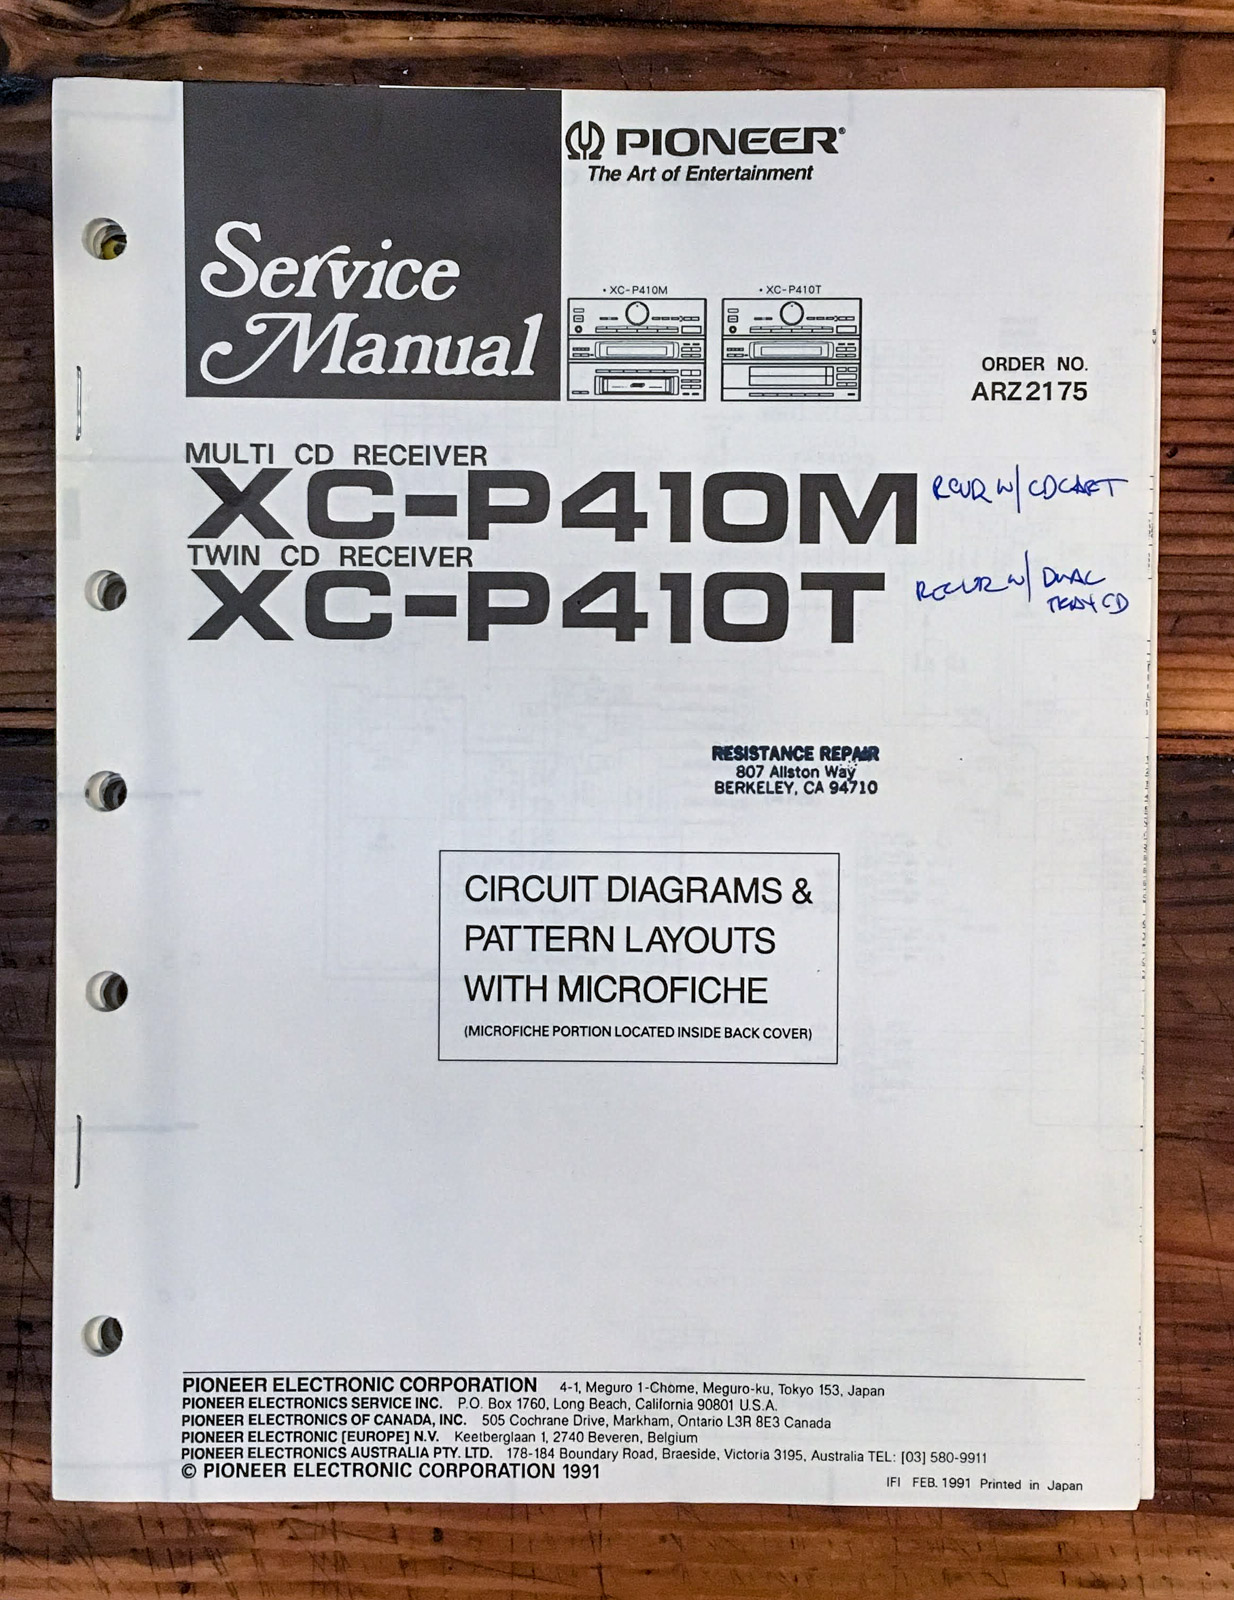 PIONEER®
The Art of Entertainment
Service
Manual
• XC-P410M
• XC-P410T
ORDER NO.
ARZ2175
MULTI CD RECEIVER
XC-P410M
RCVR W/ CDCART
TWIN CD RECEIVER
XC-P410T
RECVR W/ DUAL
TRAY CD
RESISTANCE REPAIR
807 Allston Way
BERKELEY, CA 94710
CIRCUIT DIAGRAMS &
PATTERN LAYOUTS
WITH MICROFICHE
(MICROFICHE PORTION LOCATED INSIDE BACK COVER)
PIONEER ELECTRONIC CORPORATION 4-1, Meguro 1-Chome, Meguro-ku, Tokyo 153, Japan
PIONEER ELECTRONICS SERVICE INC. P.O. Box 1760, Long Beach, California 90801 U.S.A.
PIONEER ELECTRONICS OF CANADA, INC. 505 Cochrane Drive, Markham, Ontario L3R 8E3 Canada
PIONEER ELECTRONIC [EUROPE] N.V. Keetberglaan 1, 2740 Beveren, Belgium
PIONEER ELECTRONICS AUSTRALIA PTY. LTD. 178-184 Boundary Road, Braeside, Victoria 3195, Australia TEL: [03] 580-9911
© PIONEER ELECTRONIC CORPORATION 1991
IFI FEB. 1991 Printed in Japan